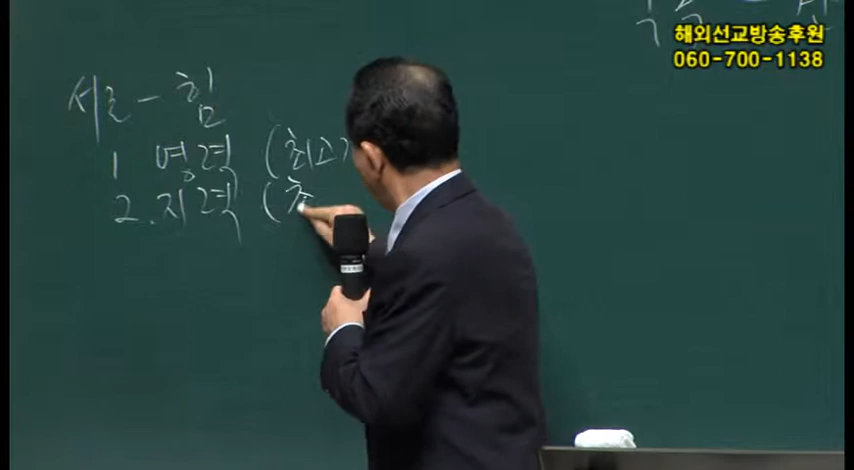 해외선교방송후원
060-700-1138
서론 - 힘
1 영력 (최고)
2. 지력 (초